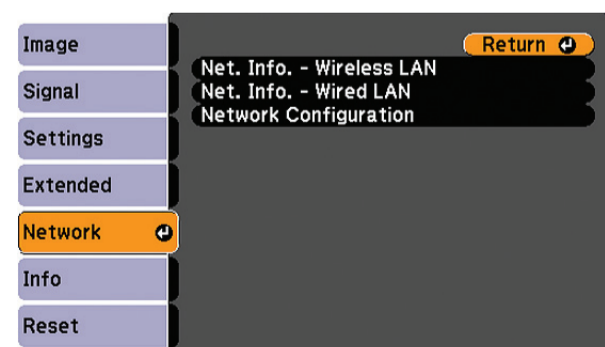 Image
Signal
Settings
Extended
Network
Info
Reset
Return
Net. Info. - Wireless LAN
Net. Info. - Wired LAN
Network Configuration